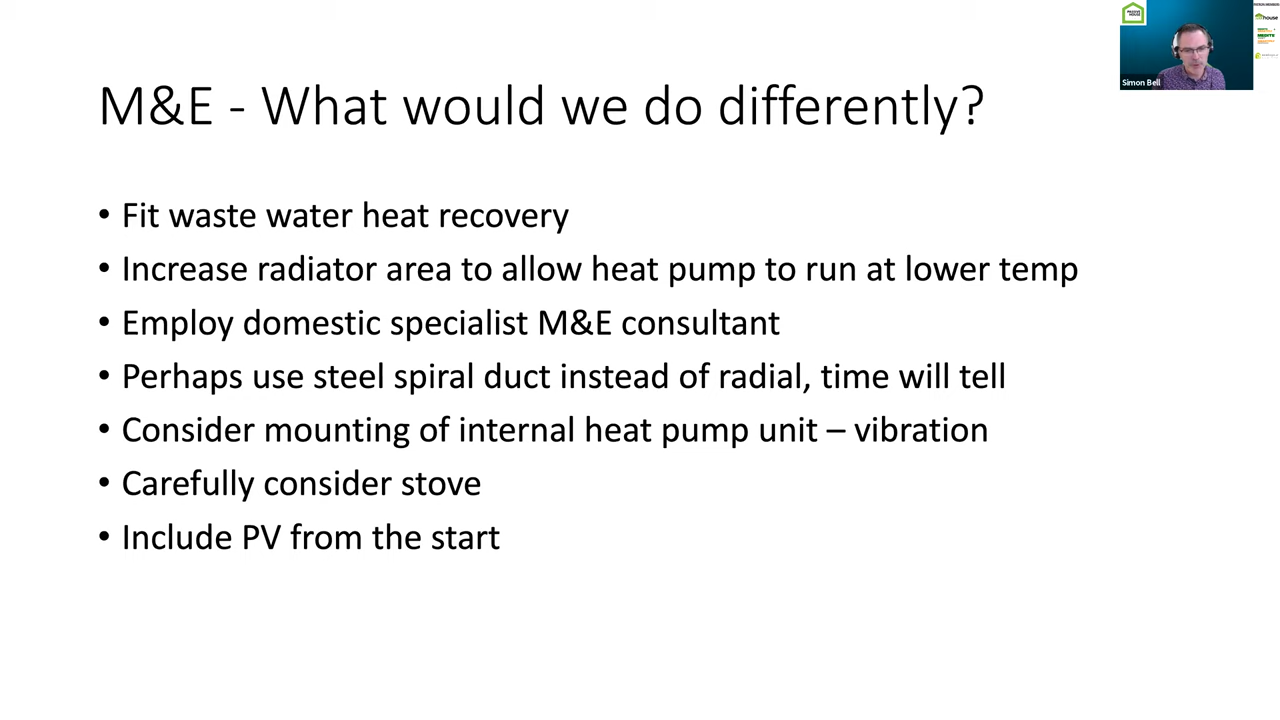 M&E - What would we do differently?
• Fit waste water heat recovery
• Increase radiator area to allow heat pump to run at lower temp
• Employ domestic specialist M&E consultant
• Perhaps use steel spiral duct instead of radial, time will tell
• Consider mounting of internal heat pump unit – vibration
• Carefully consider stove
• Include PV from the start
Simon Bell